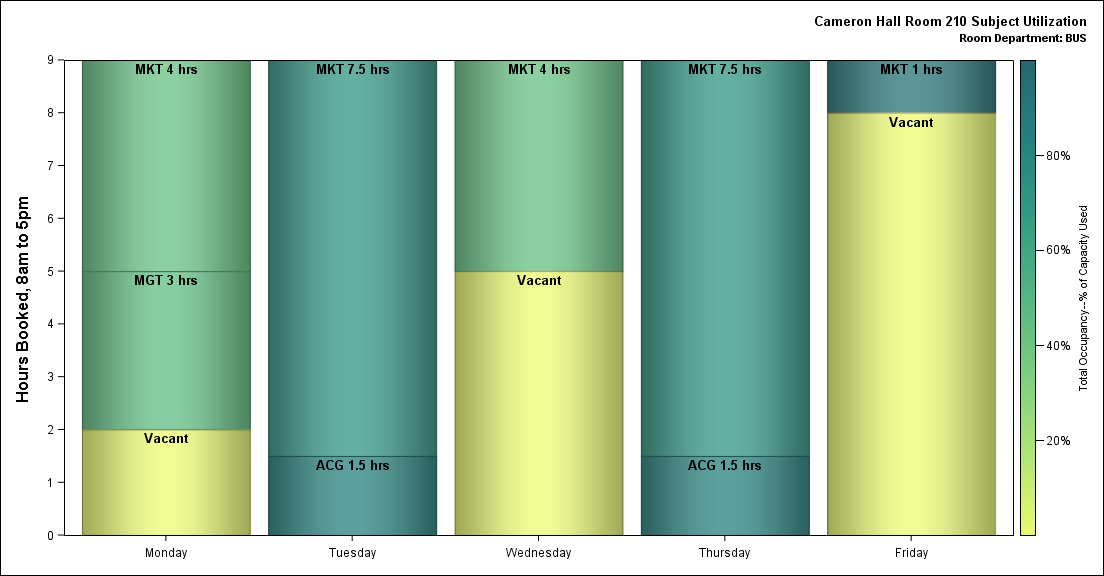 Cameron Hall Room 210 Subject Utilization
Room Department: BUS
Hours Booked, 8am to 5pm
9
8
7
6
5
4
3
2
1
0
MKT 4 hrs
MGT 3 hrs
Vacant
MKT 7.5 hrs
ACG 1.5 hrs
MKT 4 hrs
Vacant
MKT 7.5 hrs
ACG 1.5 hrs
MKT 1 hrs
Vacant
Monday
Tuesday
Wednesday
Thursday
Friday
80%
60%
40%
20%
Total Occupancy--% of Capacity Used